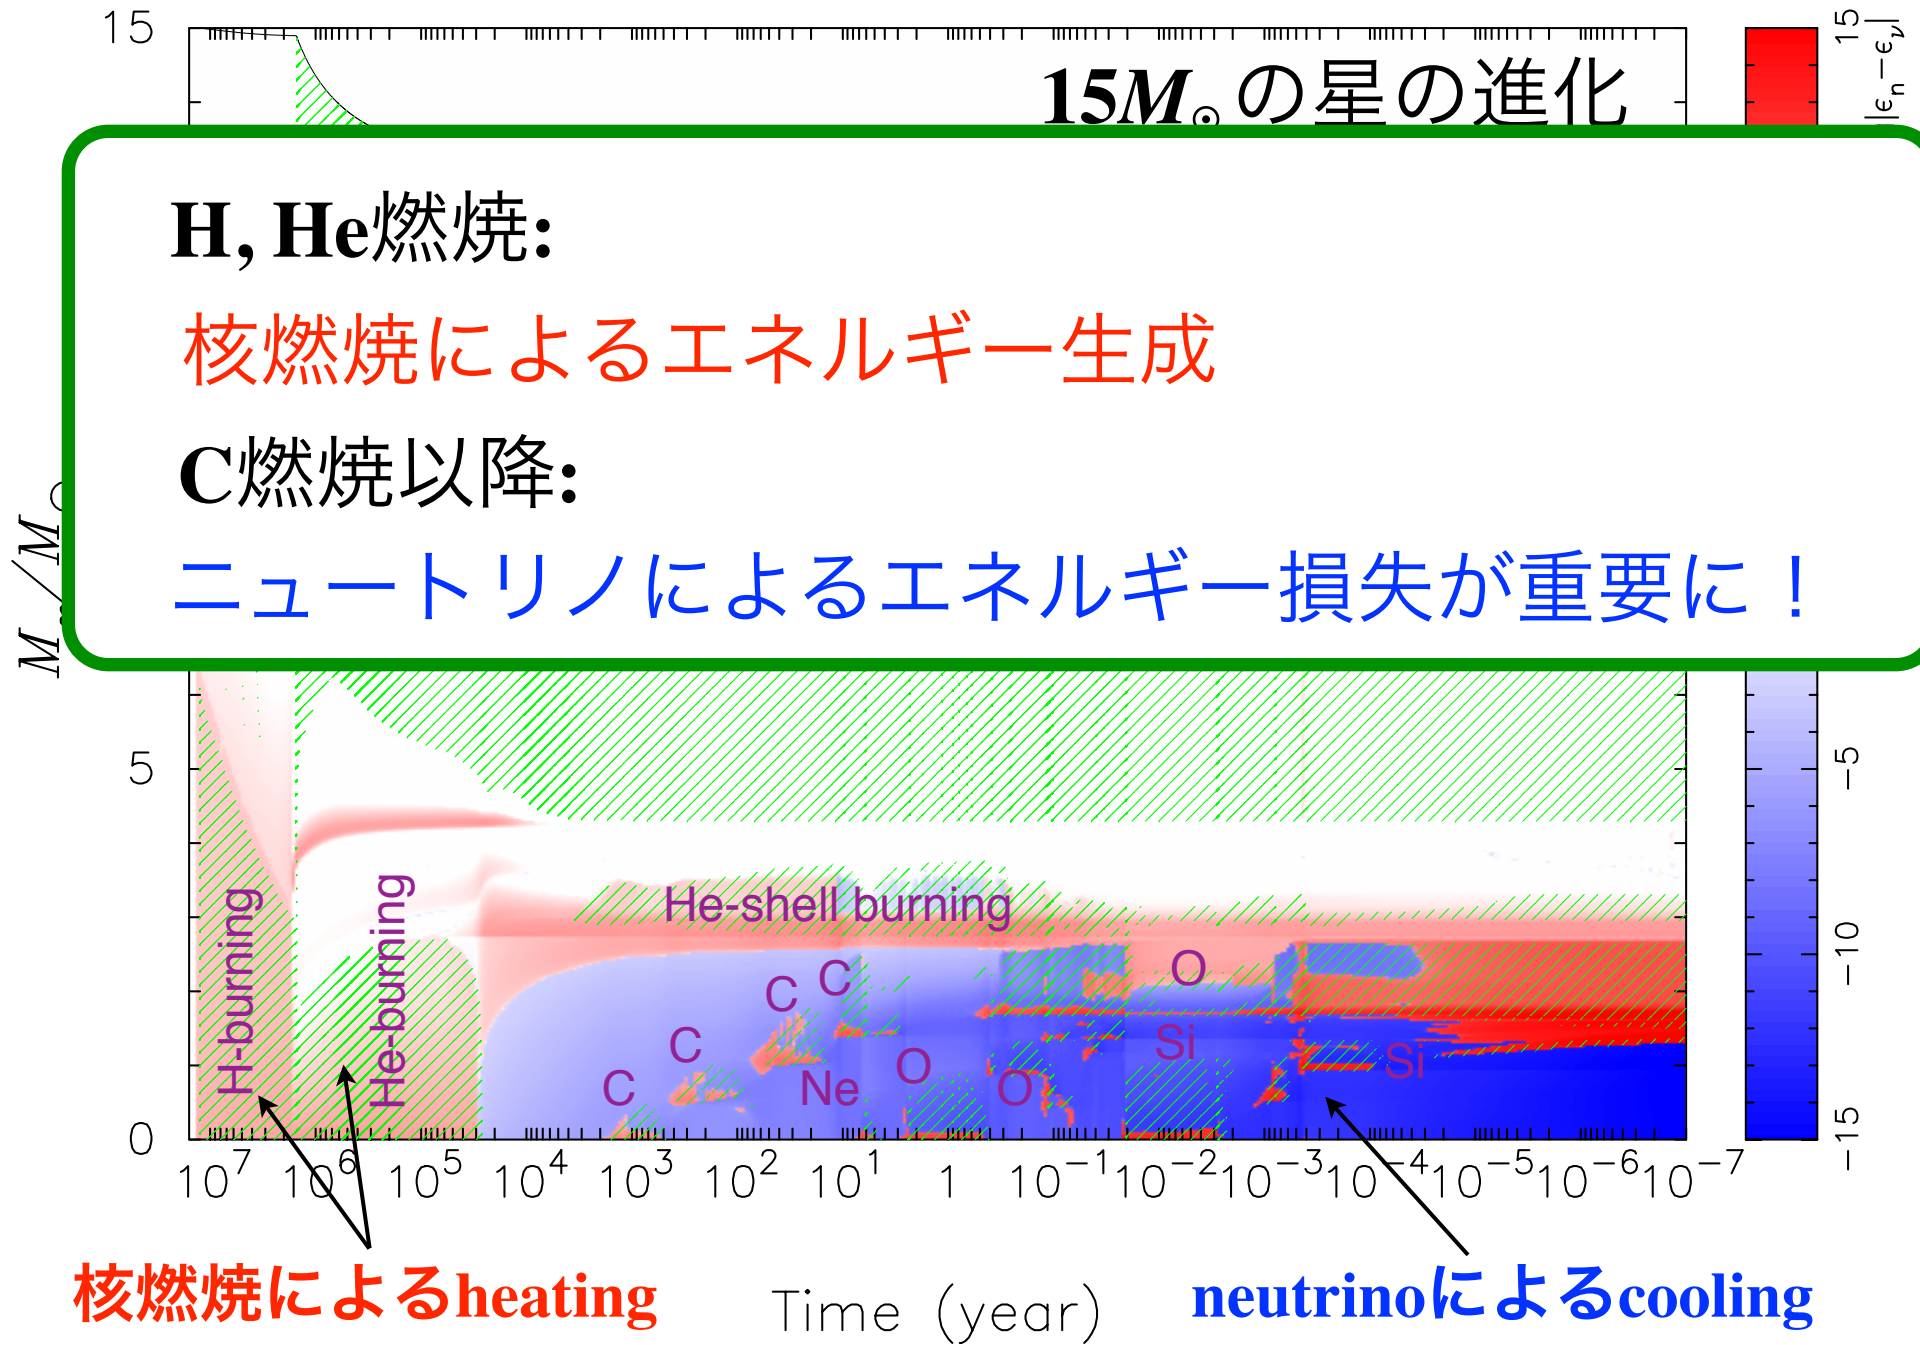 15
15M⊙の星の進化
15
|ϵn−ϵν|
H, He燃焼:
核燃焼によるエネルギー生成
C燃焼以降:
ニュートリノによるエネルギー損失が重要に！
5
−5
He-shell burning
H-burning
He-burning
−10
C
C
O
C
Si
Si
O
C
Ne
O
0
−15
10^7 10^6 10^5 10^4 10^3 10^2 10^1 1 10^−1 10^−2 10^−3 10^−4 10^−5 10^−6 10^−7
核燃焼によるheating
Time (year)
neutrinoによるcooling